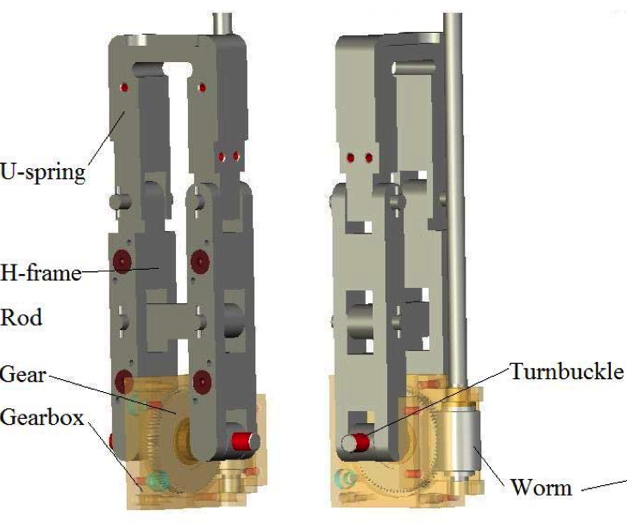 U-spring
H-frame
Rod
Gear
Gearbox
Turnbuckle
Worm